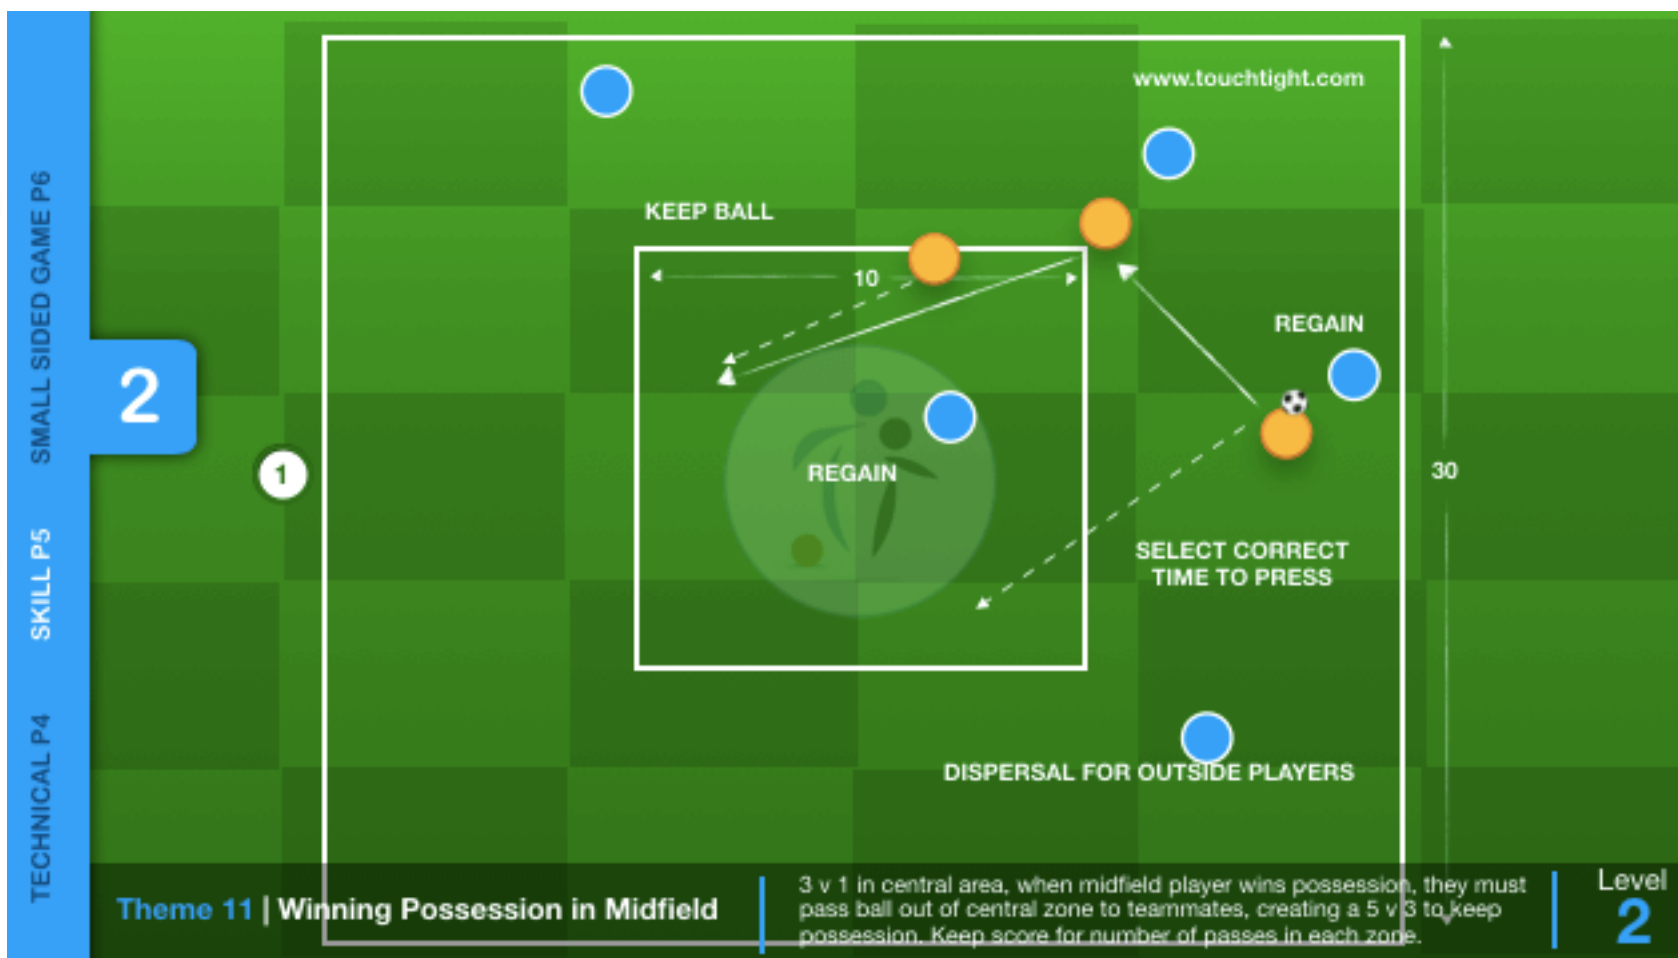 www.touchtight.com
KEEP BALL
10
REGAIN
REGAIN
30
SELECT CORRECT
TIME TO PRESS
DISPERSAL FOR OUTSIDE PLAYERS
SMALL SIDED GAME P6
2
1
SKILL P5
TECHNICAL P4
Theme 11 | Winning Possession in Midfield
3 v 1 in central area, when midfield player wins possession, they must
pass ball out of central zone to teammates, creating a 5 v 3 to keep
possession. Keep score for number of passes in each zone.
Level
2